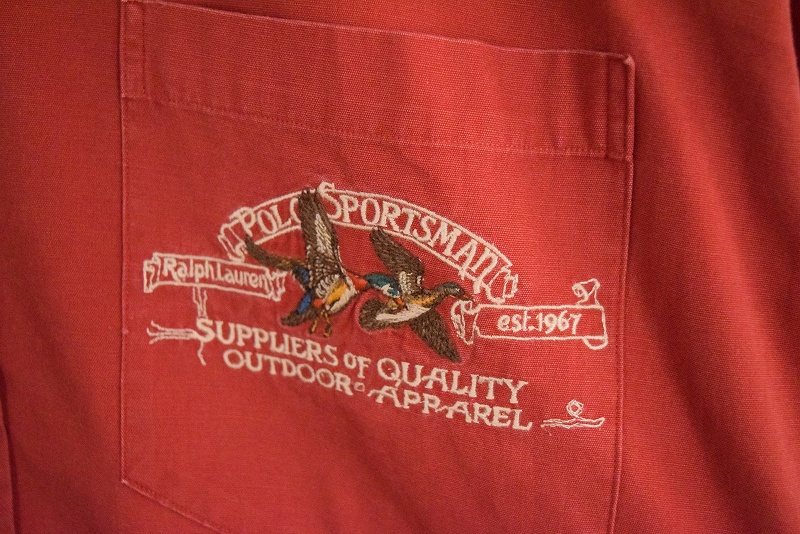 POLO SPORTSMAN
Ralph Lauren
est. 1967
SUPPLIERS OF QUALITY
OUTDOOR APPAREL